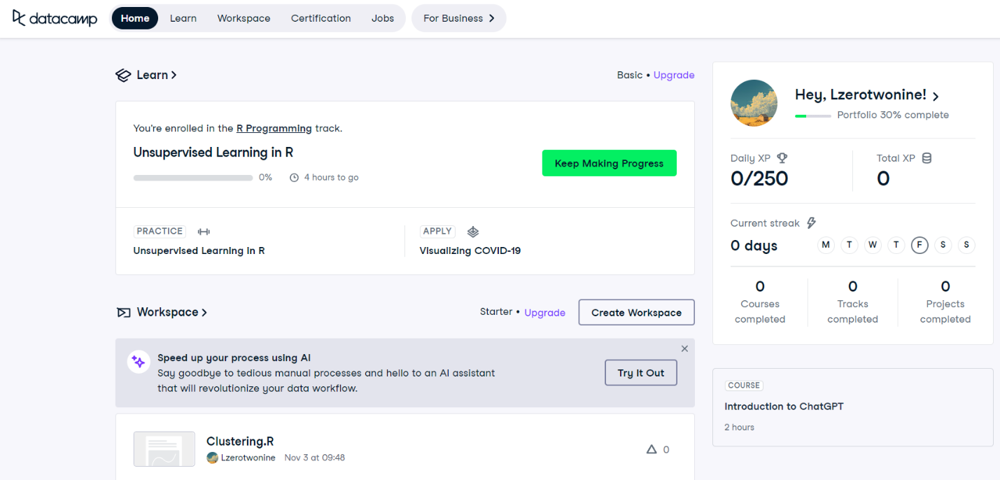 datacamp
Home Learn Workspace Certification Jobs For Business
Learn
Basic • Upgrade
You're enrolled in the R Programming track.
Unsupervised Learning in R
0% 4 hours to go
Keep Making Progress
PRACTICE
Unsupervised Learning in R
APPLY
Visualizing COVID-19
Workspace
Starter • Upgrade
Create Workspace
Speed up your process using AI
Say goodbye to tedious manual processes and hello to an AI assistant
that will revolutionize your data workflow.
Try It Out
Clustering.R
Lzerotwonine Nov 3 at 09:48
0
Hey, Lzerotwonine!
Portfolio 30% complete
Daily XP
0/250
Total XP
0
Current streak
0 days
M T W T F S S
0
Courses
completed
0
Tracks
completed
0
Projects
completed
COURSE
Introduction to ChatGPT
2 hours